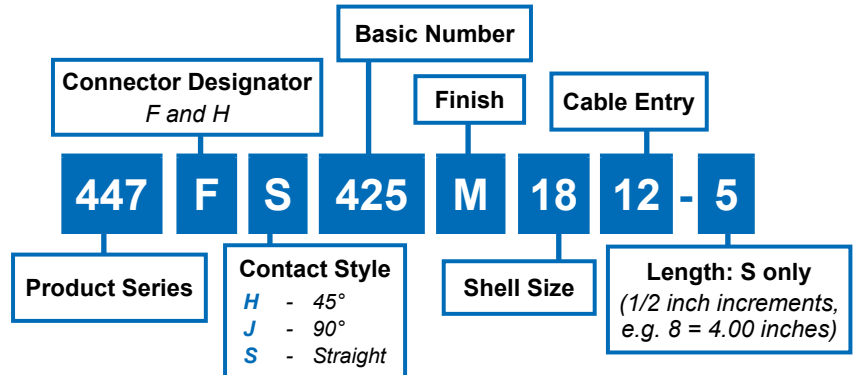 Basic Number
Connector Designator
F and H
Finish
Cable Entry
447 F S 425 M 18 12 - 5
Product Series
Contact Style
H - 45°
J - 90°
S - Straight
Shell Size
Length: S only
(1/2 inch increments,
e.g. 8 = 4.00 inches)